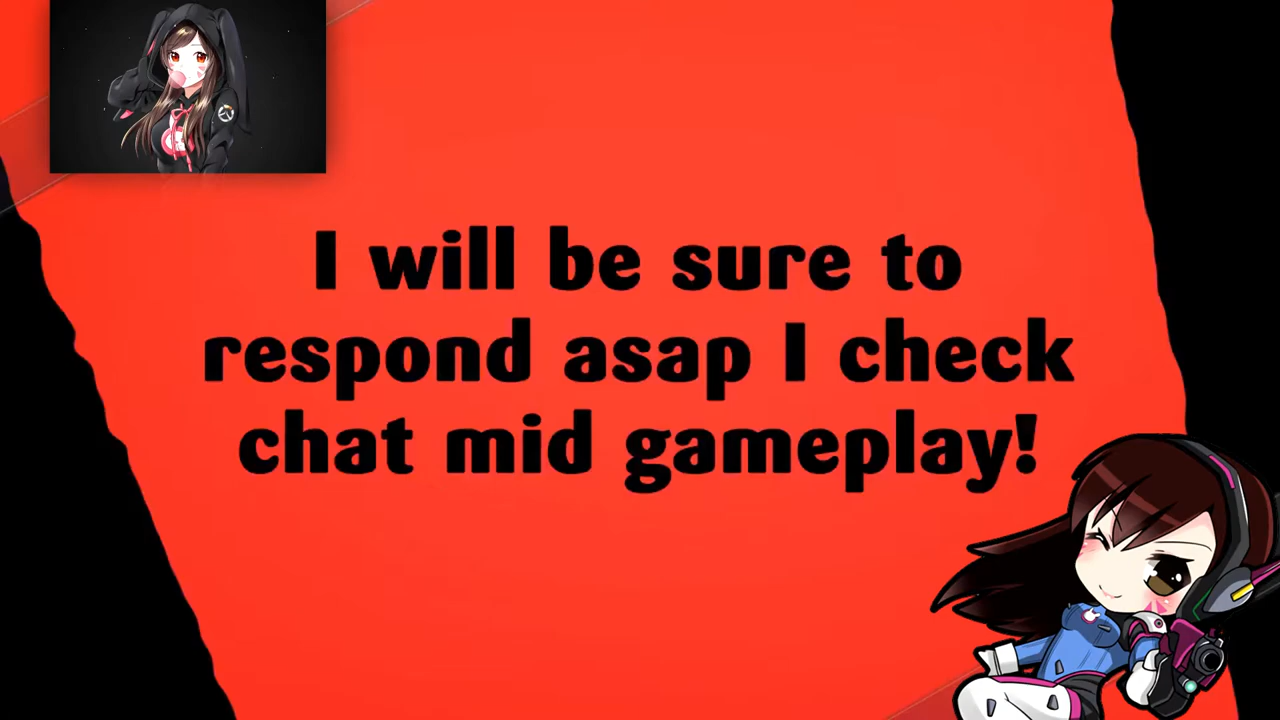 I will be sure to
respond asap I check
chat mid gameplay!